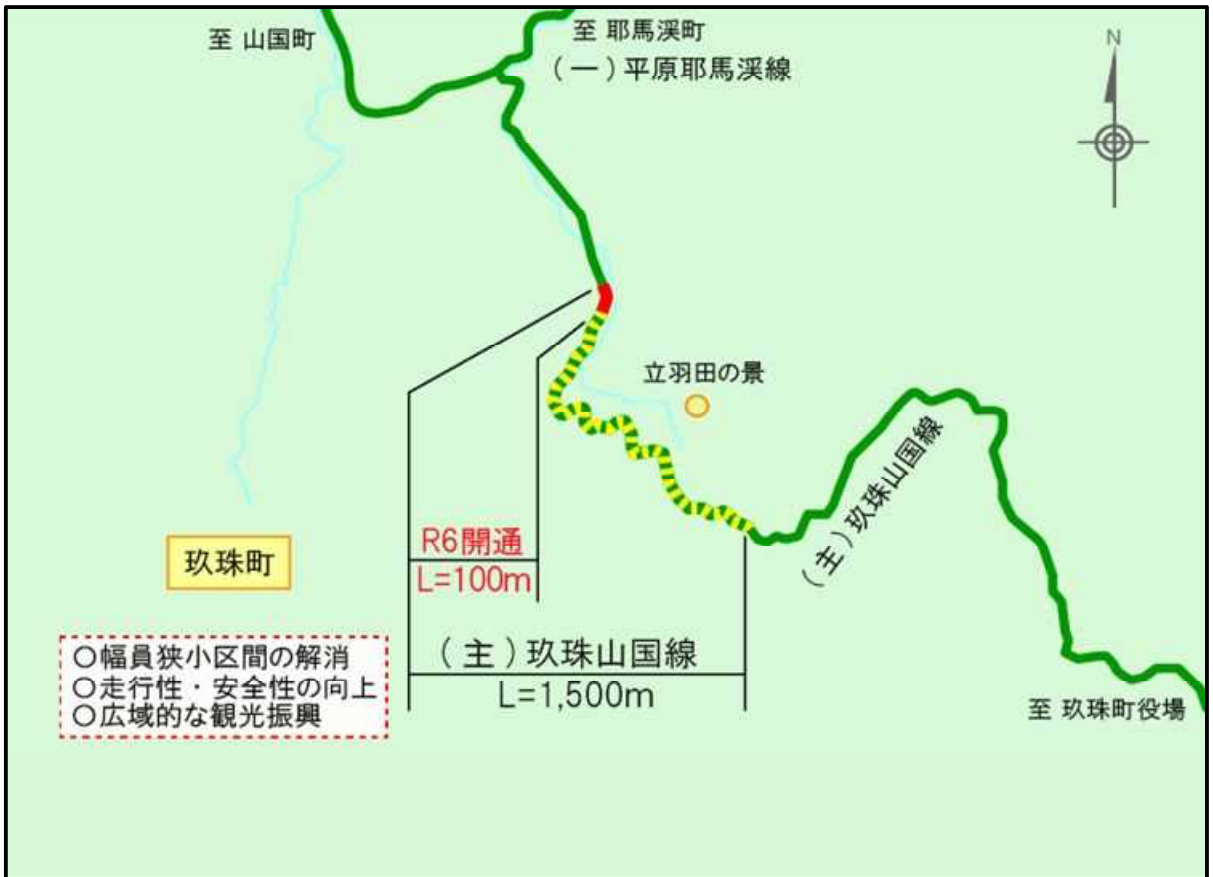 至 山国町
至 耶馬渓町
(一)平原耶馬渓線
N
立羽田の景
(主)玖珠山国線
R6開通
L=100m
玖珠町
(主)玖珠山国線
L=1,500m
○幅員狭小区間の解消
○走行性・安全性の向上
○広域的な観光振興
至 玖珠町役場